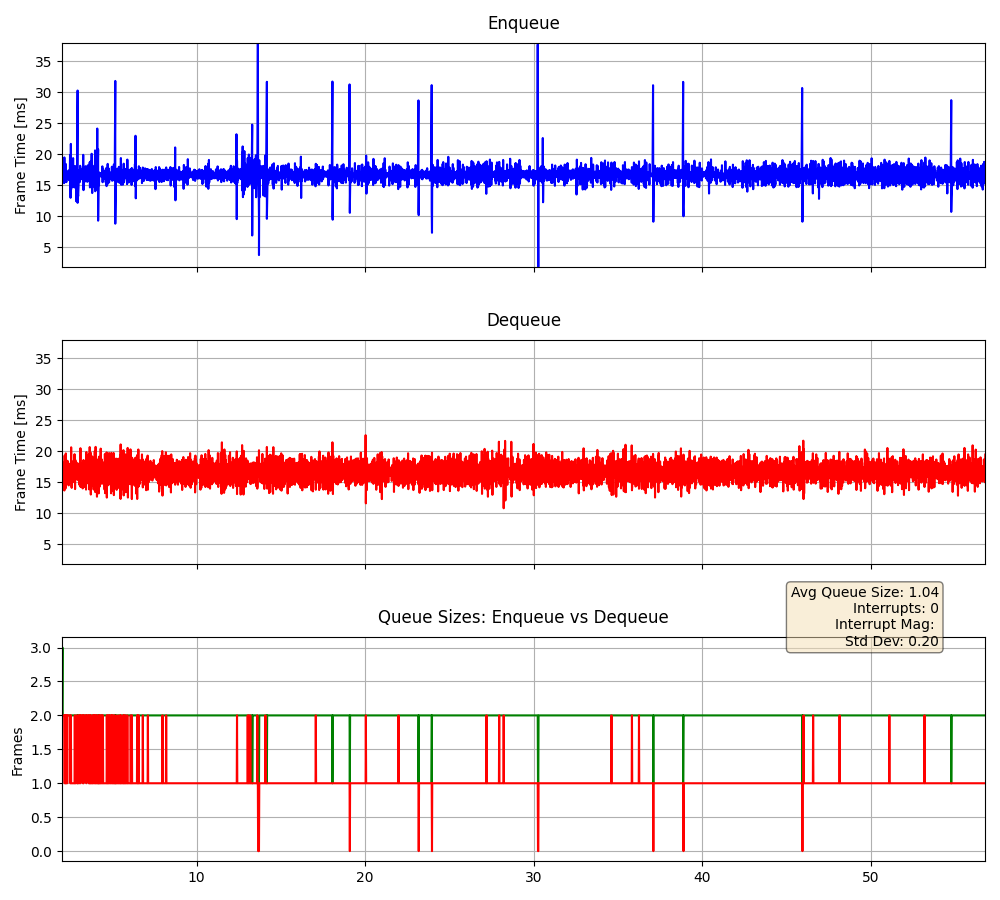 Enqueue
Frame Time [ms]
35
30
25
20
15
10
5
Dequeue
Frame Time [ms]
35
30
25
20
15
10
5
Avg Queue Size: 1.04
Interrupts: 0
Interrupt Mag:
Std Dev: 0.20
Queue Sizes: Enqueue vs Dequeue
Frames
3.0
2.5
2.0
1.5
1.0
0.5
0.0
10 20 30 40 50